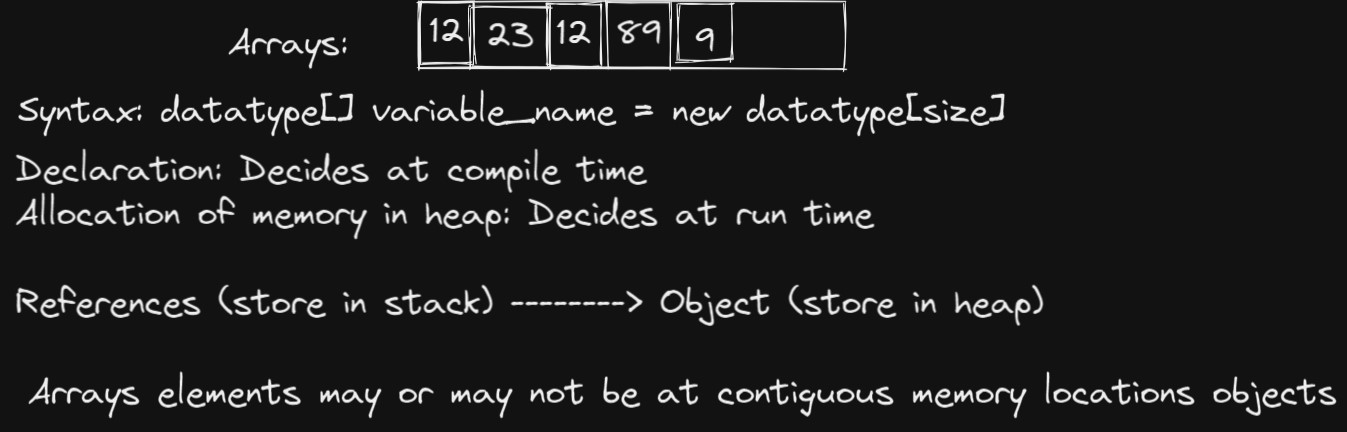 Arrays: 12 23 12 89 9
Syntax: datatype[] variable_name = new datatype[size]
Declaration: Decides at compile time
Allocation of memory in heap: Decides at run time
References (store in stack) --------> Object (store in heap)
Arrays elements may or may not be at contiguous memory locations objects